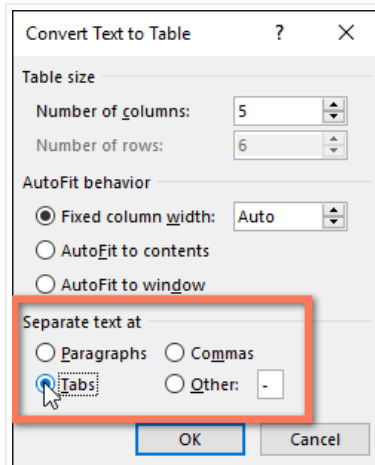 Convert Text to Table ? ×
Table size
Number of columns: 5
Number of rows: 6
AutoFit behavior
Fixed column width: Auto
AutoFit to contents
AutoFit to window
Separate text at
Paragraphs Commas
Tabs Other: -
OK Cancel